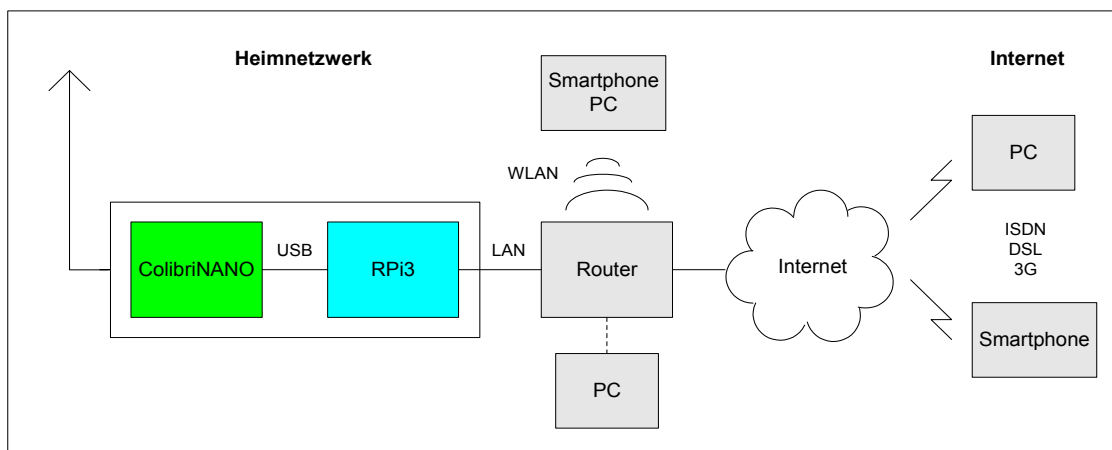 Heimnetzwerk
Internet
Smartphone
PC
WLAN
PC
ColibriNANO
USB
RPi3
LAN
Router
Internet
ISDN
DSL
3G
Smartphone
PC